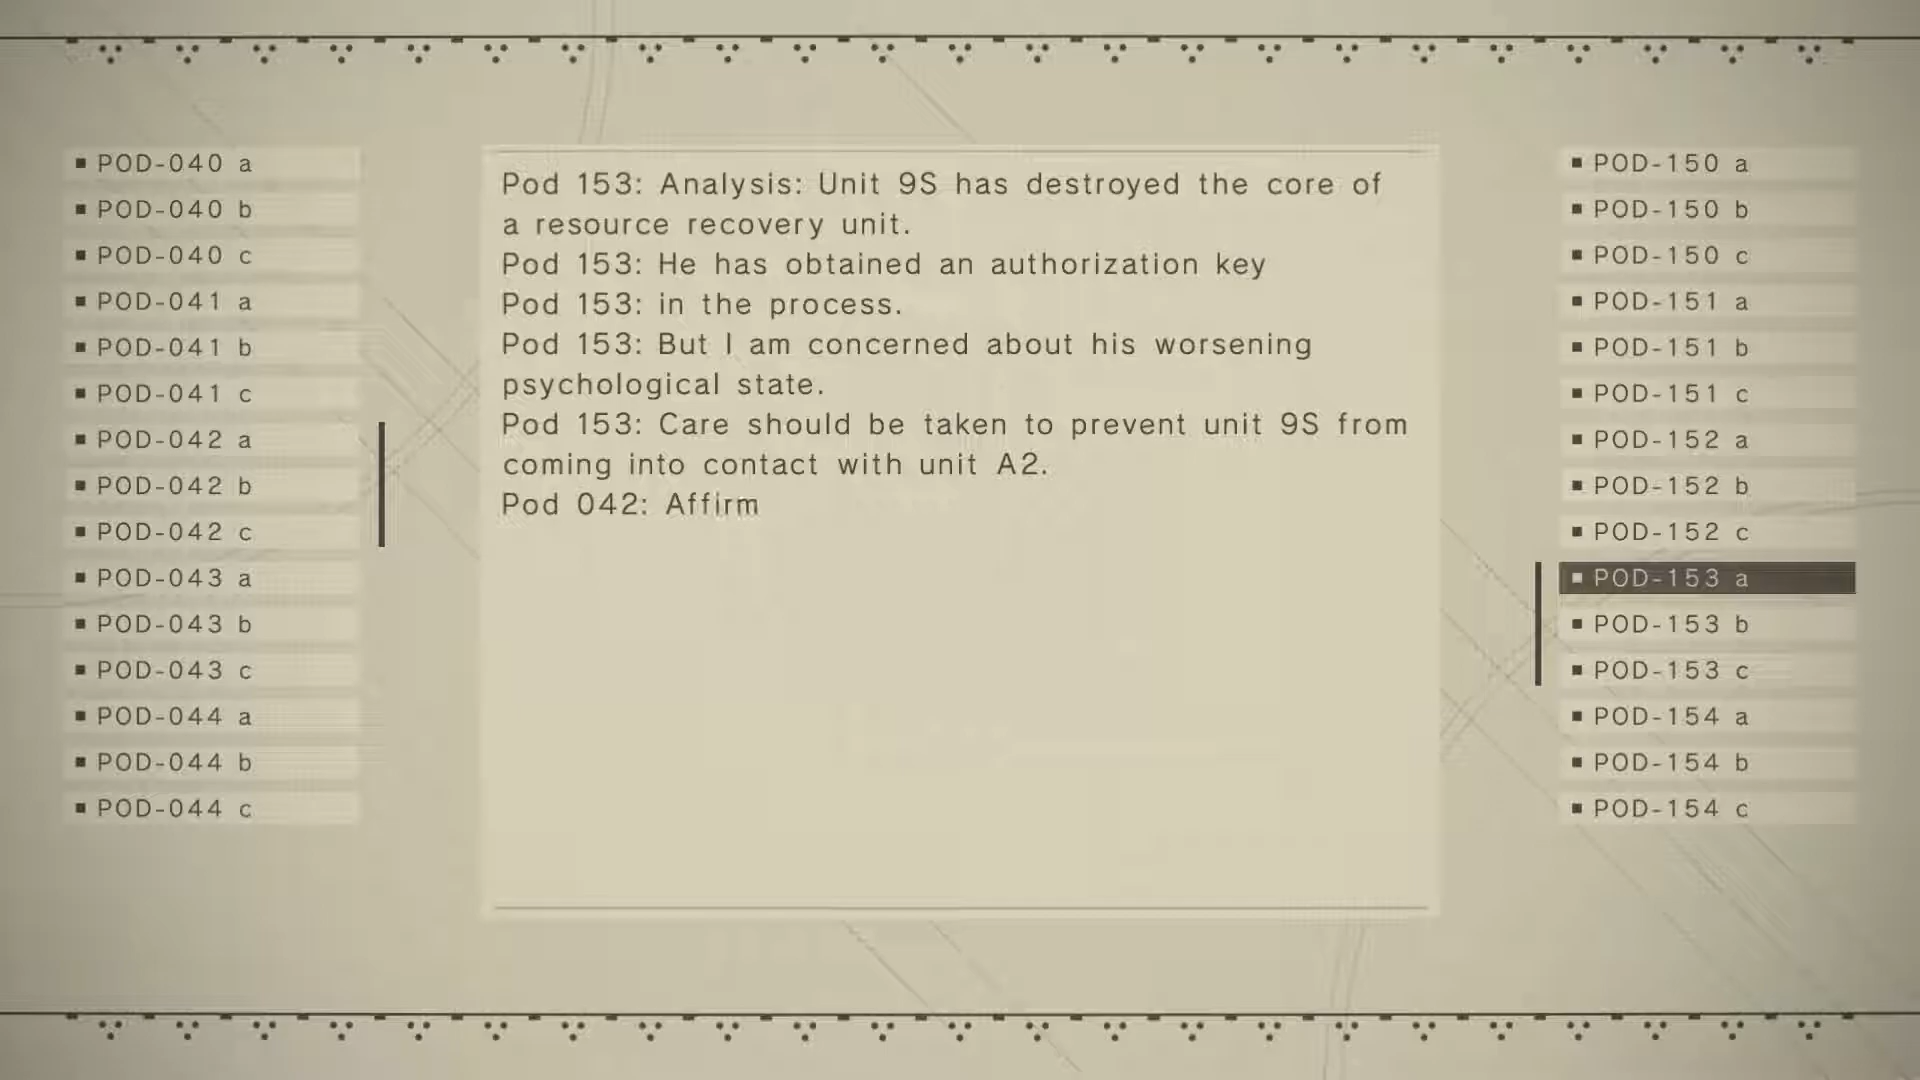 POD-040 a
POD-040 b
POD-040 c
POD-041 a
POD-041 b
POD-041 c
POD-042 a
POD-042 b
POD-042 c
POD-043 a
POD-043 b
POD-043 c
POD-044 a
POD-044 b
POD-044 c
Pod 153: Analysis: Unit 9S has destroyed the core of
a resource recovery unit.
Pod 153: He has obtained an authorization key
Pod 153: in the process.
Pod 153: But I am concerned about his worsening
psychological state.
Pod 153: Care should be taken to prevent unit 9S from
coming into contact with unit A2.
Pod 042: Affirm
POD-150 a
POD-150 b
POD-150 c
POD-151 a
POD-151 b
POD-151 c
POD-152 a
POD-152 b
POD-152 c
POD-153 a
POD-153 b
POD-153 c
POD-154 a
POD-154 b
POD-154 c